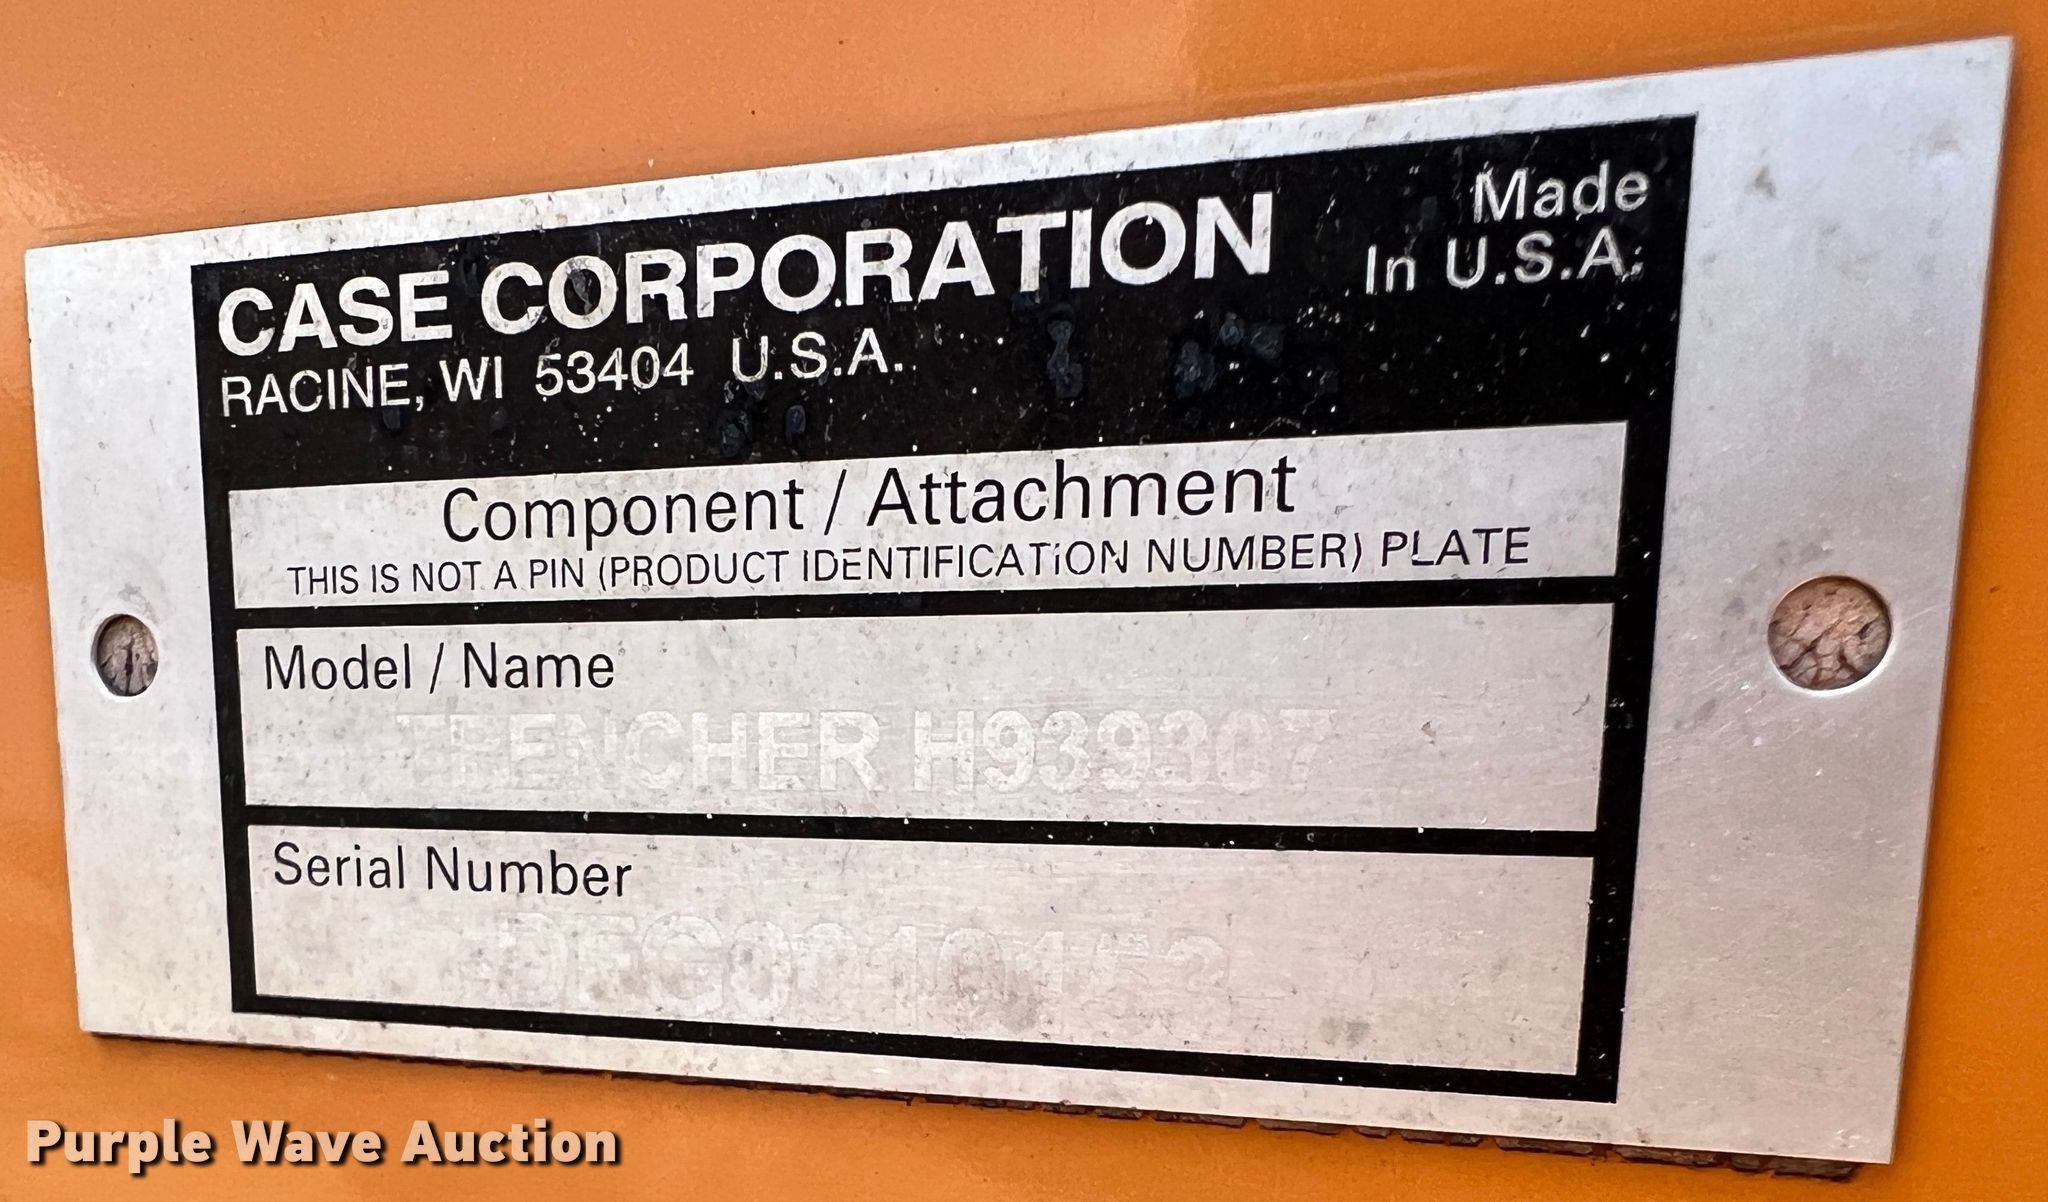 CASE CORPORATION
RACINE, WI 53404 U.S.A.
Made
In U.S.A.
Component / Attachment
THIS IS NOT A PIN (PRODUCT IDENTIFICATION NUMBER) PLATE
Model / Name
TRENCHER H939307
Serial Number
Purple Wave Auction